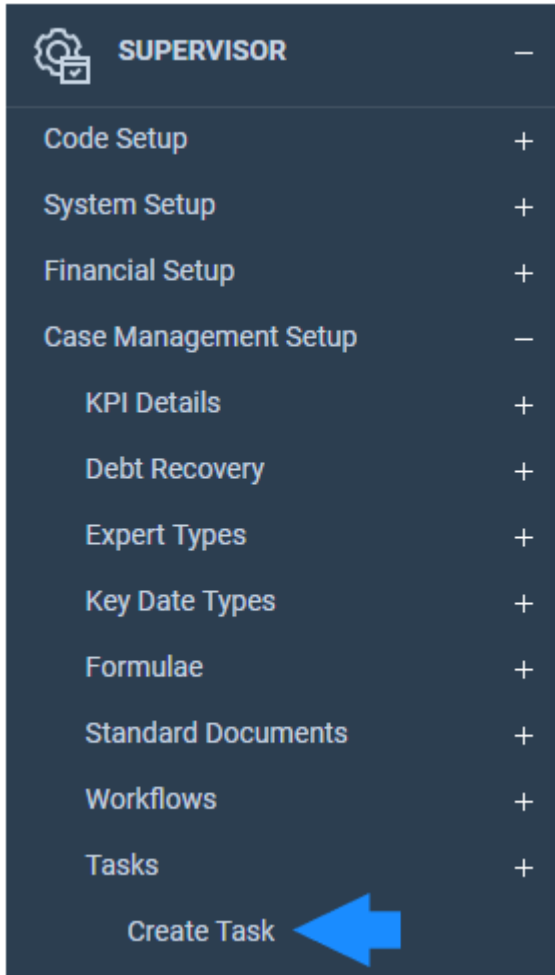 SUPERVISOR −
Code Setup +
System Setup +
Financial Setup +
Case Management Setup −
KPI Details +
Debt Recovery +
Expert Types +
Key Date Types +
Formulae +
Standard Documents +
Workflows +
Tasks +
Create Task